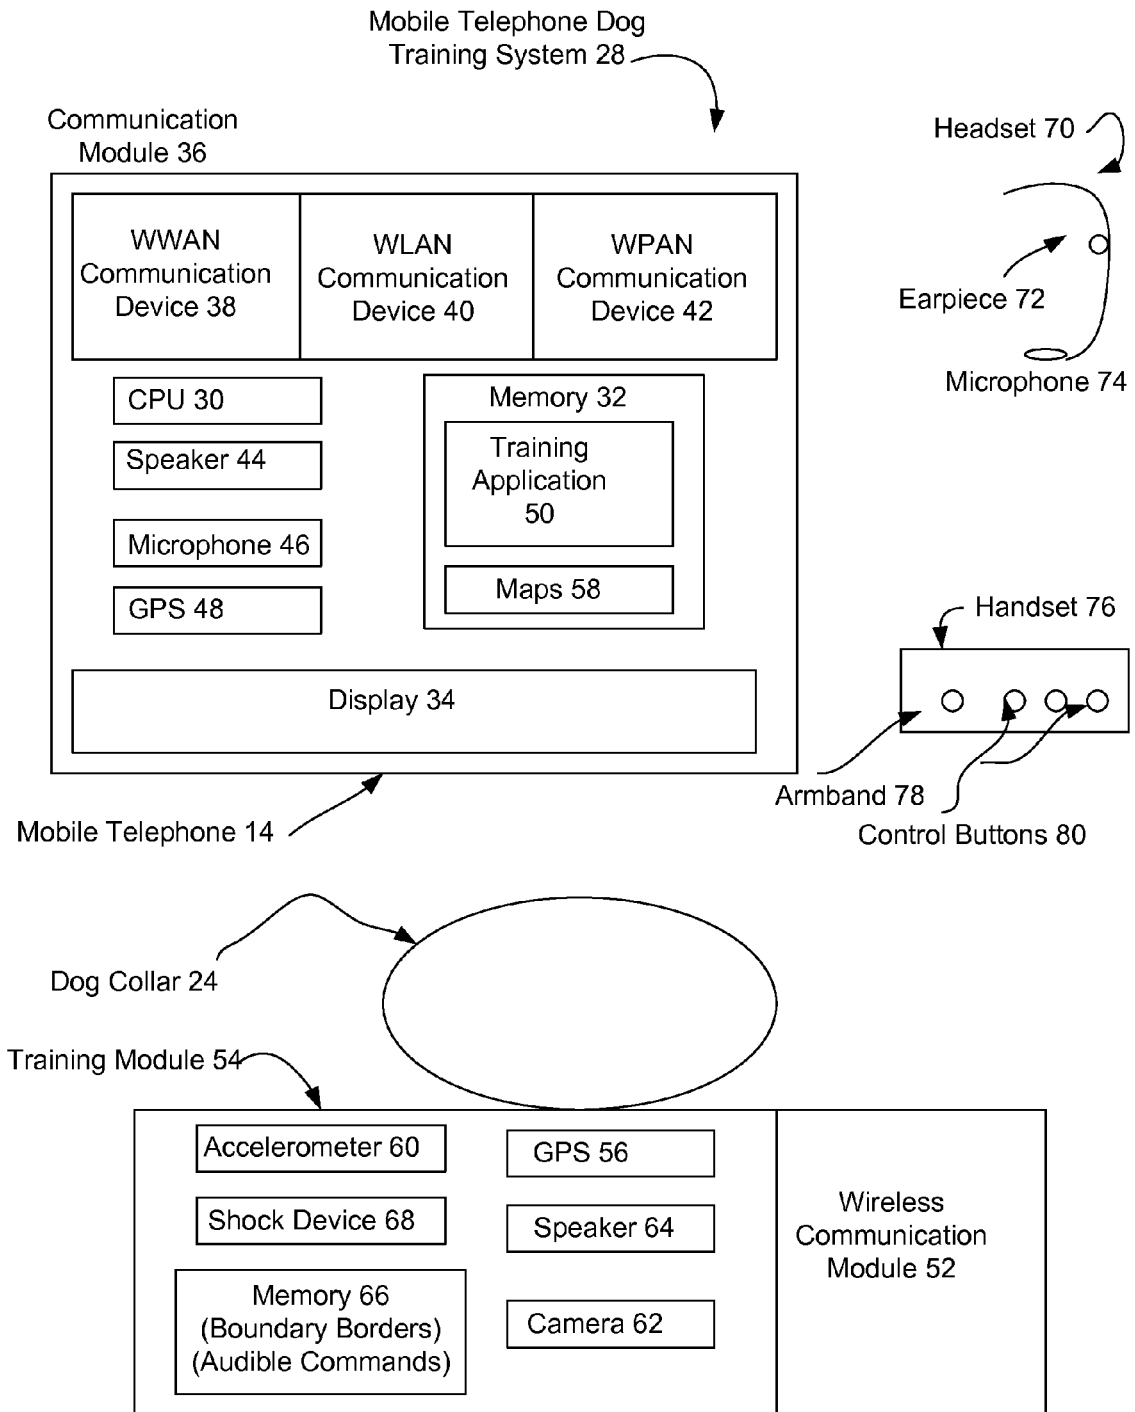 Mobile Telephone Dog
Training System 28
Communication
Module 36
Headset 70
WWAN
Communication
Device 38
WLAN
Communication
Device 40
WPAN
Communication
Device 42
Earpiece 72
Microphone 74
CPU 30
Speaker 44
Microphone 46
GPS 48
Memory 32
Training
Application
50
Maps 58
Handset 76
Display 34
Armband 78
Control Buttons 80
Mobile Telephone 14
Dog Collar 24
Training Module 54
Accelerometer 60
GPS 56
Shock Device 68
Speaker 64
Memory 66
(Boundary Borders)
(Audible Commands)
Camera 62
Wireless
Communication
Module 52